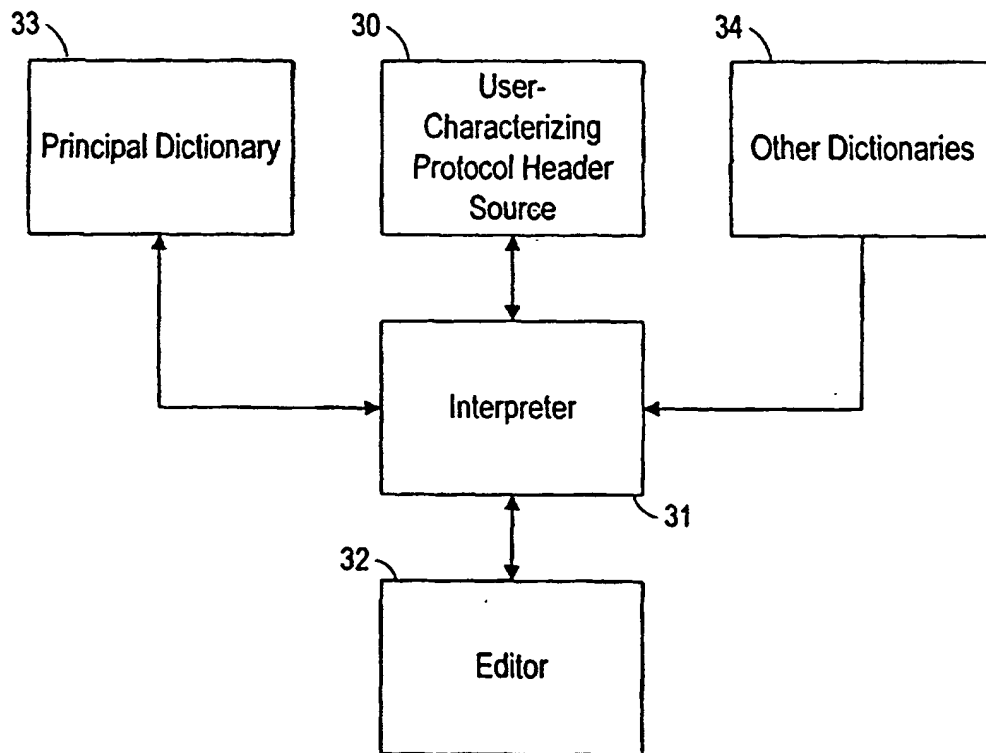 33
30
34
Principal Dictionary
User-
Characterizing
Protocol Header
Source
Other Dictionaries
Interpreter
31
32
Editor